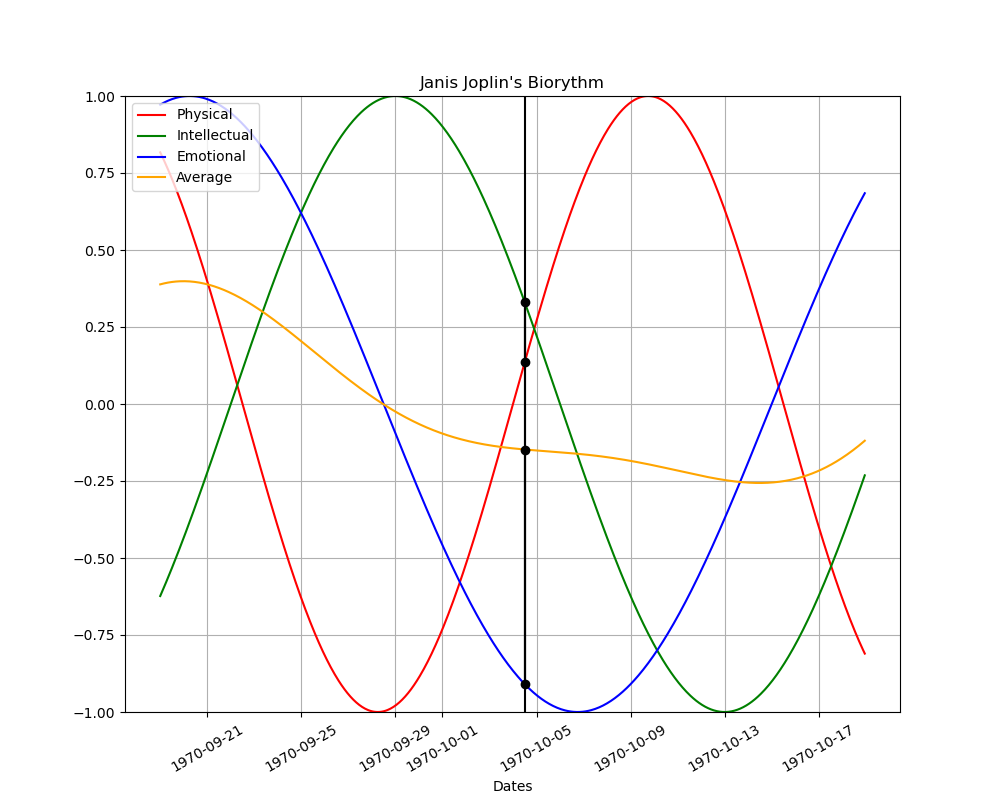 Janis Joplin's Biorythm
1.00
0.75
0.50
0.25
0.00
−0.25
−0.50
−0.75
−1.00
Physical
Intellectual
Emotional
Average
1970-09-21
1970-09-25
1970-09-29
1970-10-01
1970-10-05
1970-10-09
1970-10-13
1970-10-17
Dates